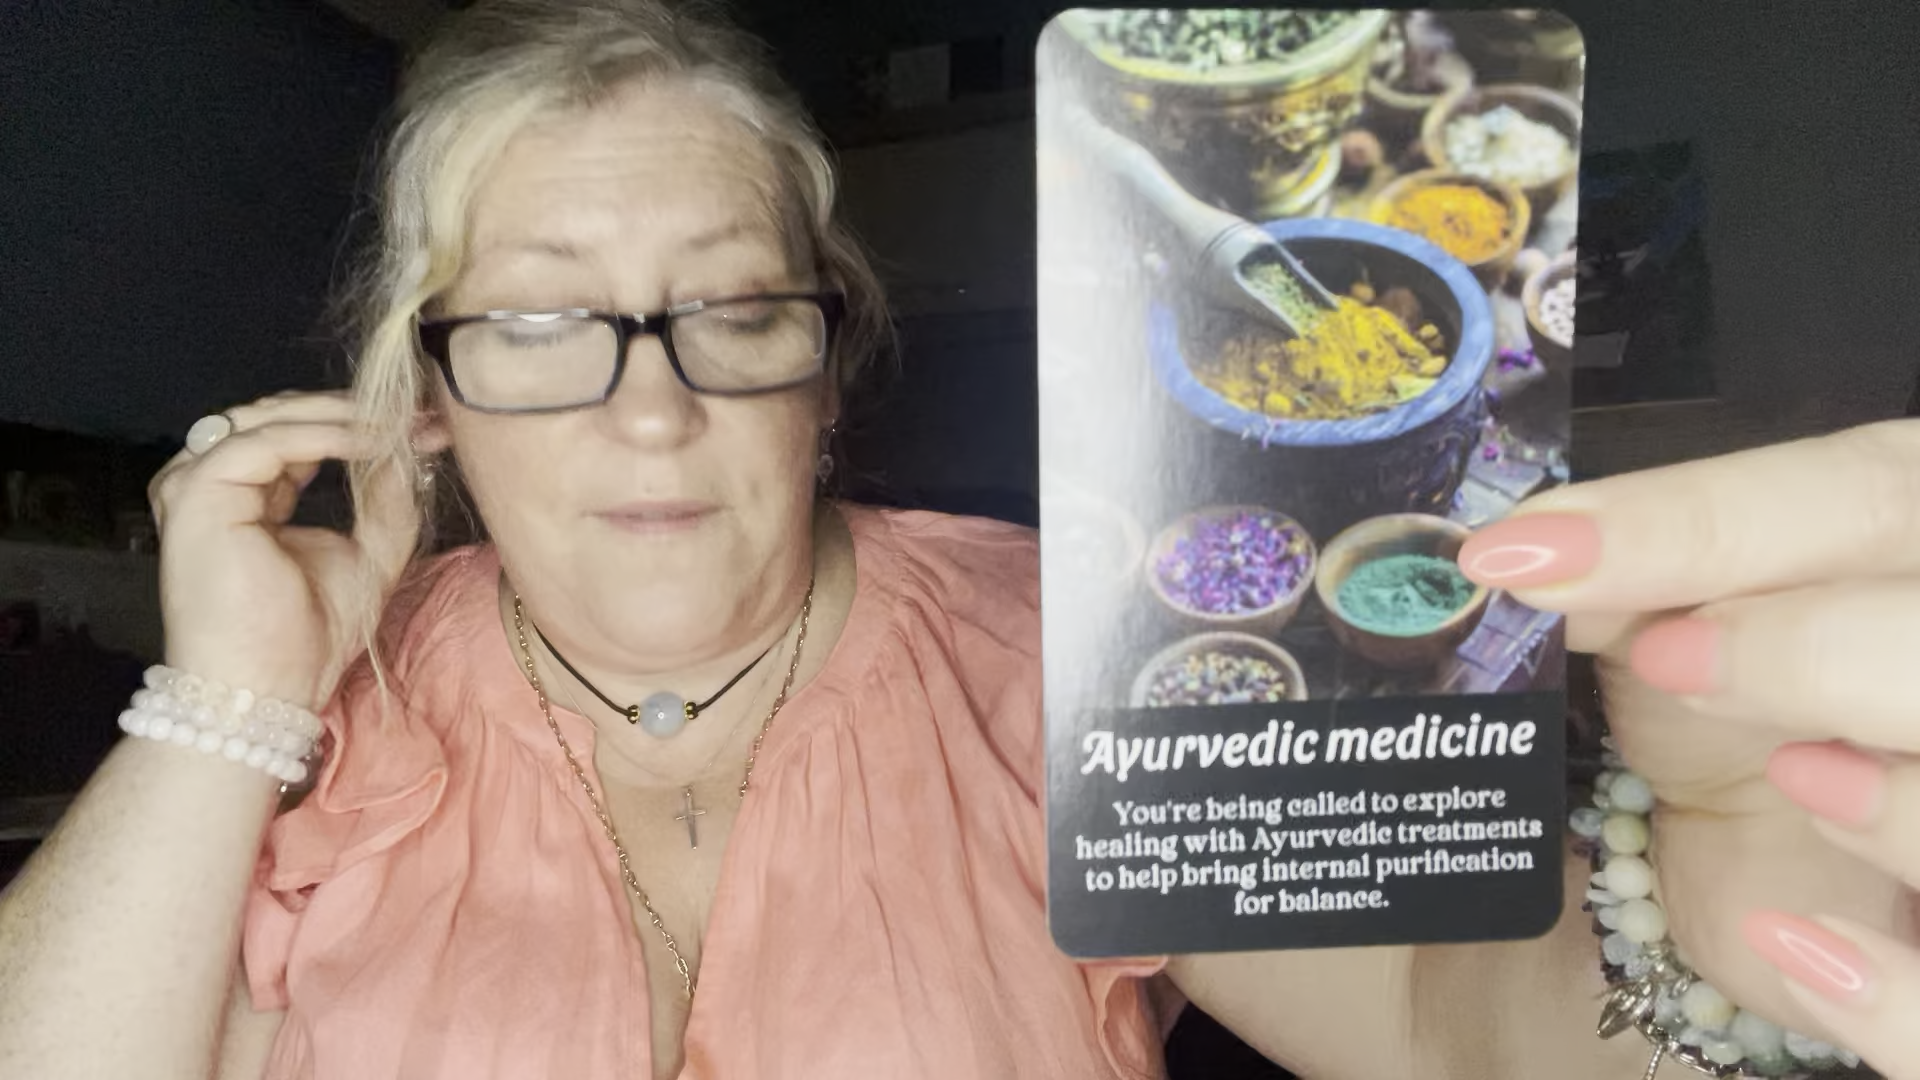 Ayurvedic medicine
You're being called to explore
healing with Ayurvedic treatments
to help bring internal purification
for balance.